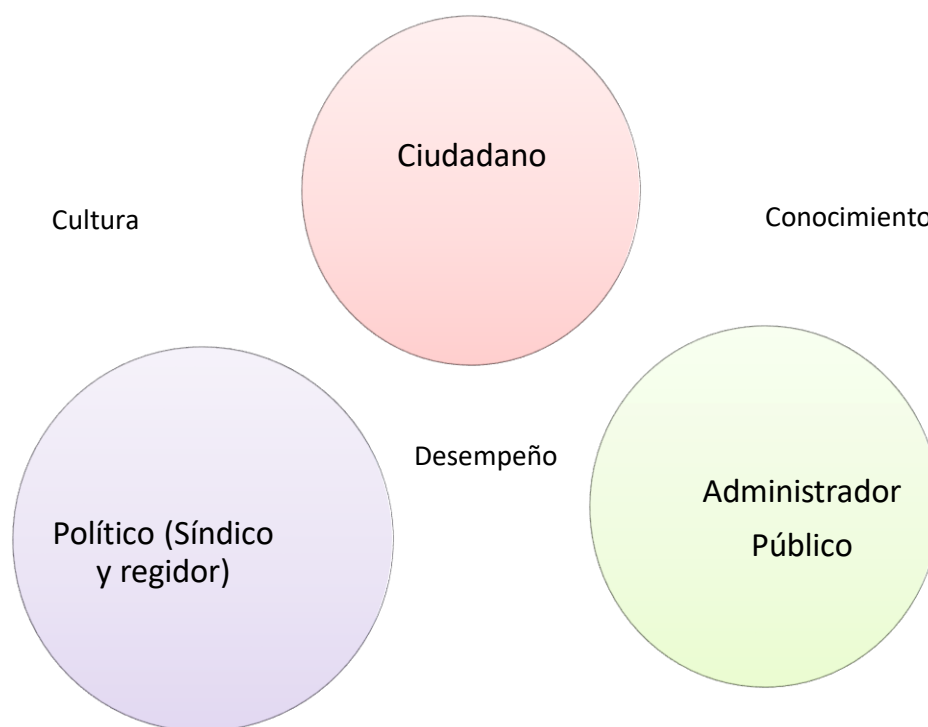 Ciudadano
Cultura
Conocimiento
Desempeño
Administrador
Público
Político (Síndico
y regidor)